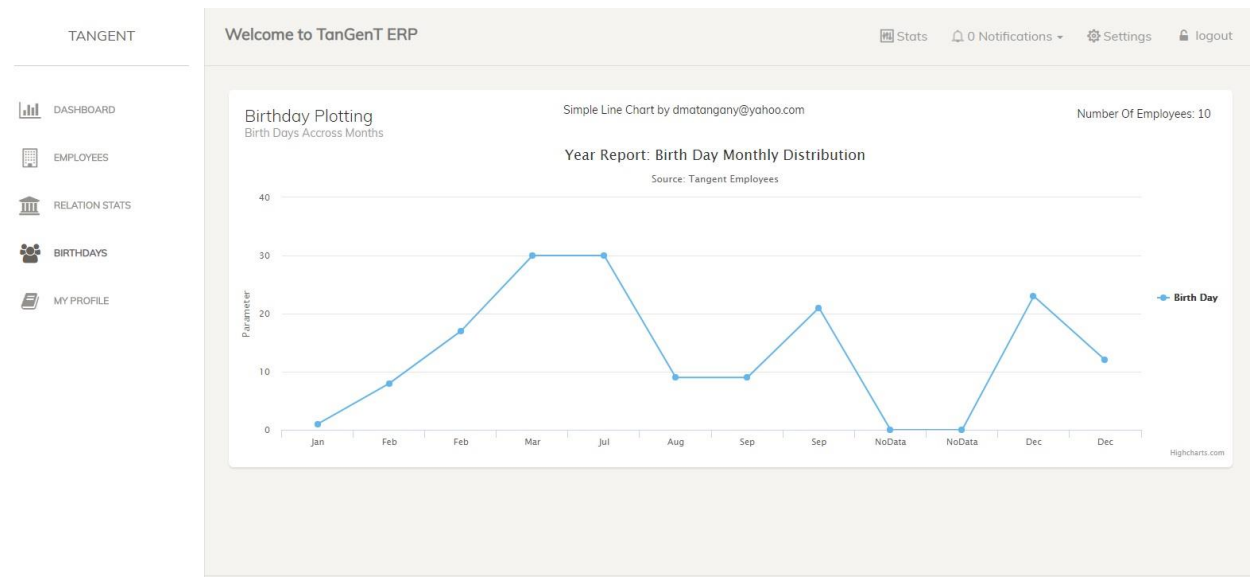 TANGENT
Welcome to TanGenT ERP
Stats
0 Notifications
Settings
logout
DASHBOARD
EMPLOYEES
RELATION STATS
BIRTHDAYS
MY PROFILE
Birthday Plotting
Birth Days Accross Months
Simple Line Chart by dmatangany@yahoo.com
Number Of Employees: 10
Year Report: Birth Day Monthly Distribution
Source: Tangent Employees
Parameter
40
30
20
10
0
Jan Feb Feb Mar Jul Aug Sep Sep NoData NoData Dec Dec
Birth Day
Highcharts.com